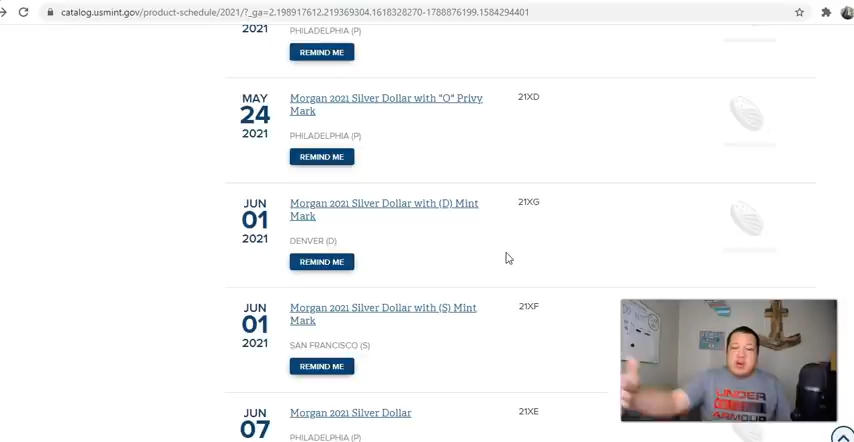 catalog.usmint.gov/product-schedule/2021/?_ga=2.198917612.219369304.1618328270-1788876199.1584294401
PHILADELPHIA (P)
REMIND ME
MAY
24
2021
Morgan 2021 Silver Dollar with "O" Privy
Mark
21XD
PHILADELPHIA (P)
REMIND ME
JUN
01
2021
Morgan 2021 Silver Dollar with (D) Mint
Mark
21XG
DENVER (D)
REMIND ME
JUN
01
2021
Morgan 2021 Silver Dollar with (S) Mint
Mark
21XF
SAN FRANCISCO (S)
REMIND ME
JUN
07
Morgan 2021 Silver Dollar
21XE
PHILADELPHIA (P)
UNDER
ARMOUR